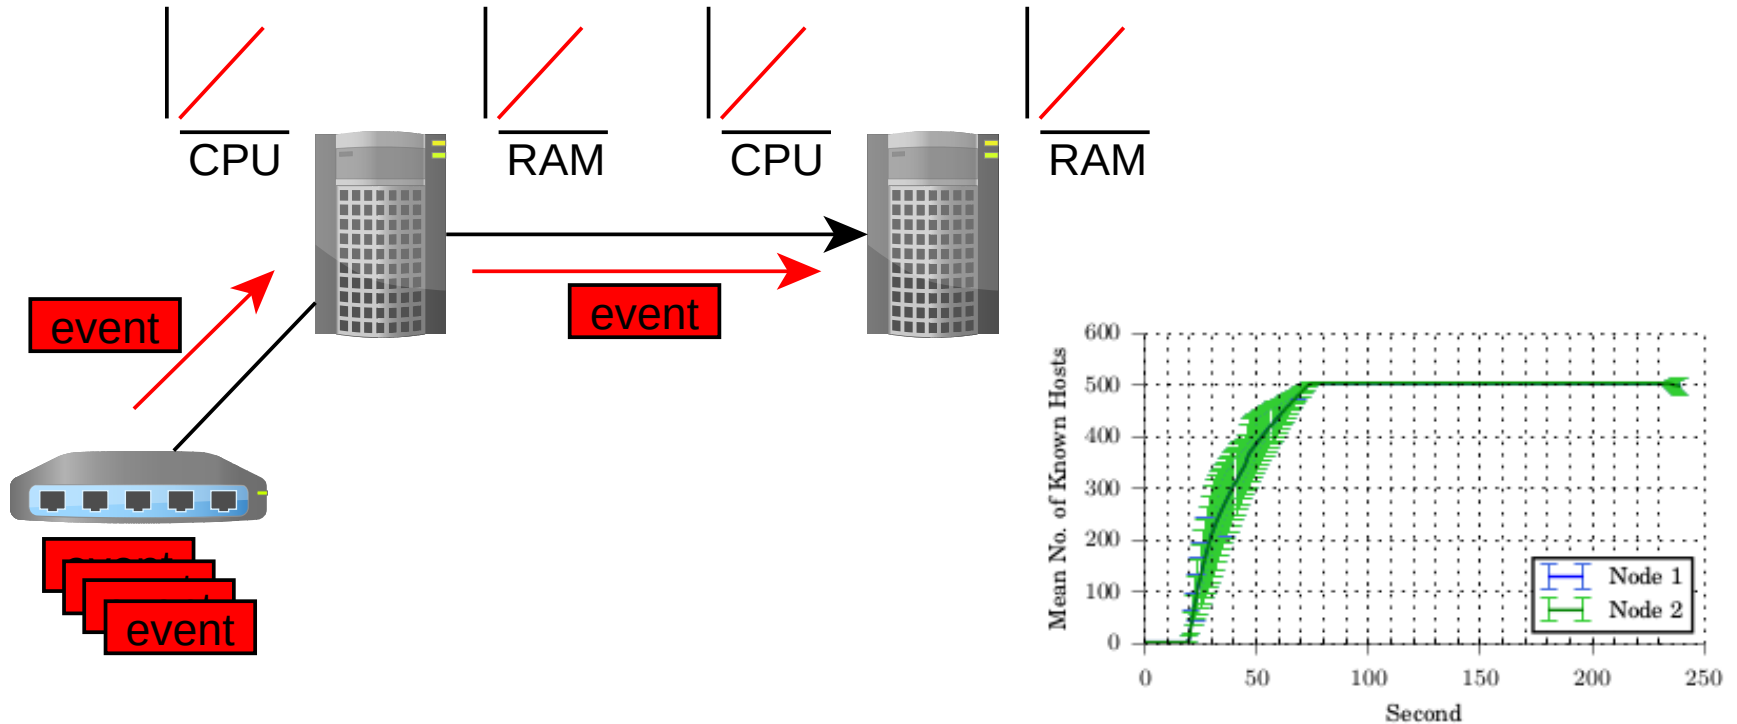 CPU
RAM
CPU
RAM
event
event
event
event
Mean No. of Known Hosts
600
500
400
300
200
100
0
Node 1
Node 2
0 50 100 150 200 250
Second